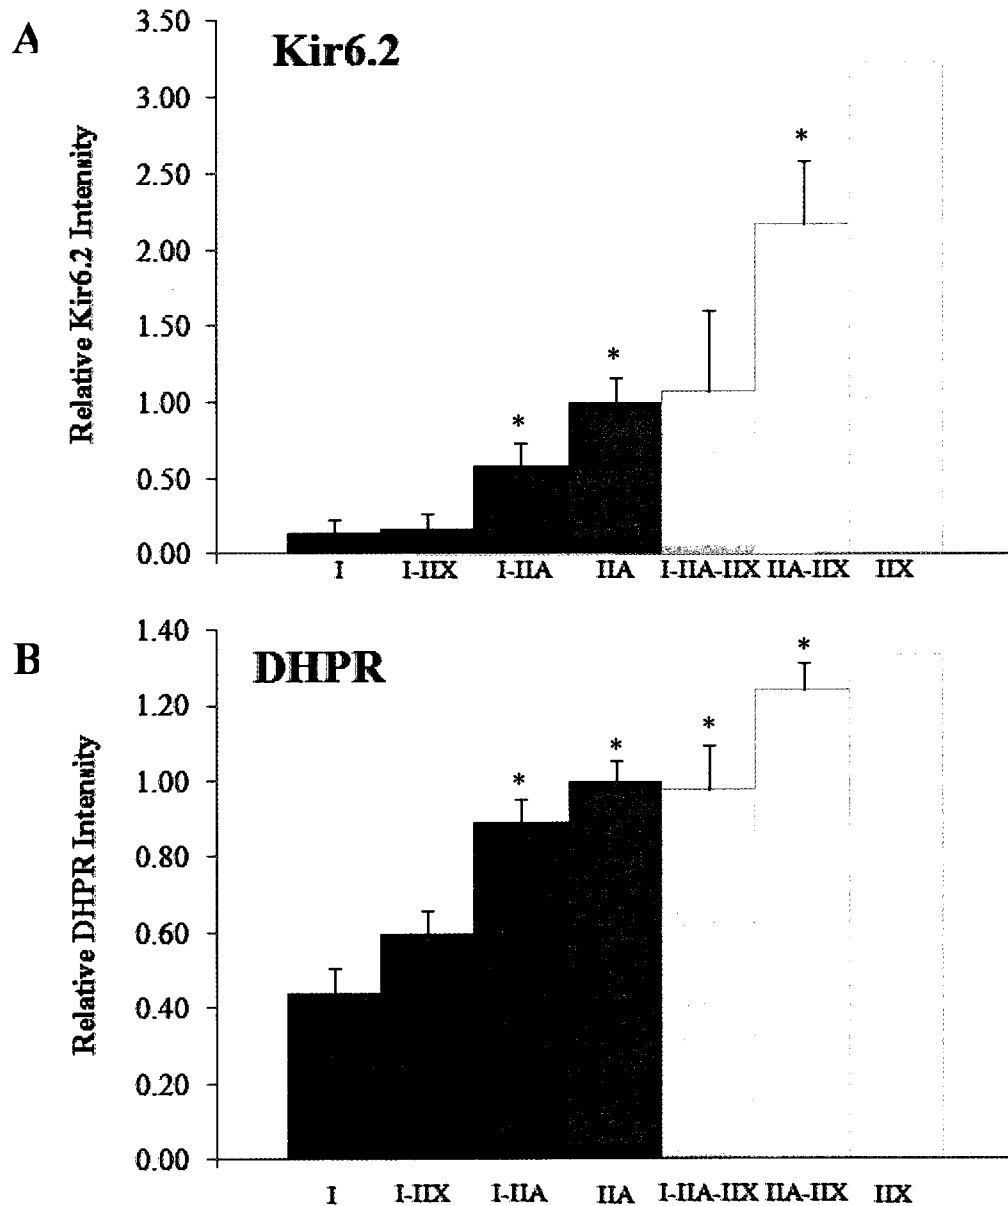 A
Kir6.2
Relative Kir6.2 Intensity
3.50
3.00
2.50
2.00
1.50
1.00
0.50
0.00
*
*
*
I
I-IIX
I-IIA
IIA
I-IIA-IIX
IIA-IIX
IIX
B
DHPR
Relative DHPR Intensity
1.40
1.20
1.00
0.80
0.60
0.40
0.20
0.00
*
*
*
*
I
I-IIX
I-IIA
IIA
I-IIA-IIX
IIA-IIX
IIX